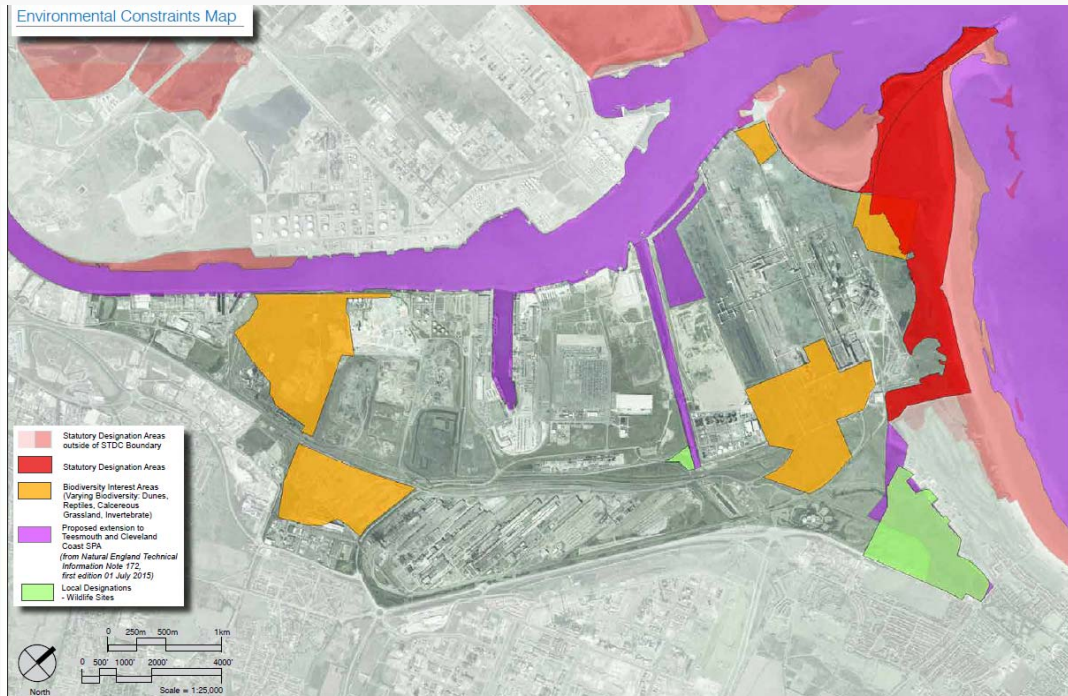 Environmental Constraints Map
Statutory Designation Areas
outside of STDC Boundary
Statutory Designation Areas
Biodiversity Interest Areas
(Varying Biodiversity: Dunes,
Reptiles, Calcereous
Grassland, Invertebrate)
Proposed extension to
Teesmouth and Cleveland
Coast SPA
(from Natural England Technical
Information Note 172,
first edition 01 July 2015)
Local Designations
- Wildlife Sites
0 250m 500m 1km
0 500' 1000' 2000' 4000'
Scale = 1:25,000
North